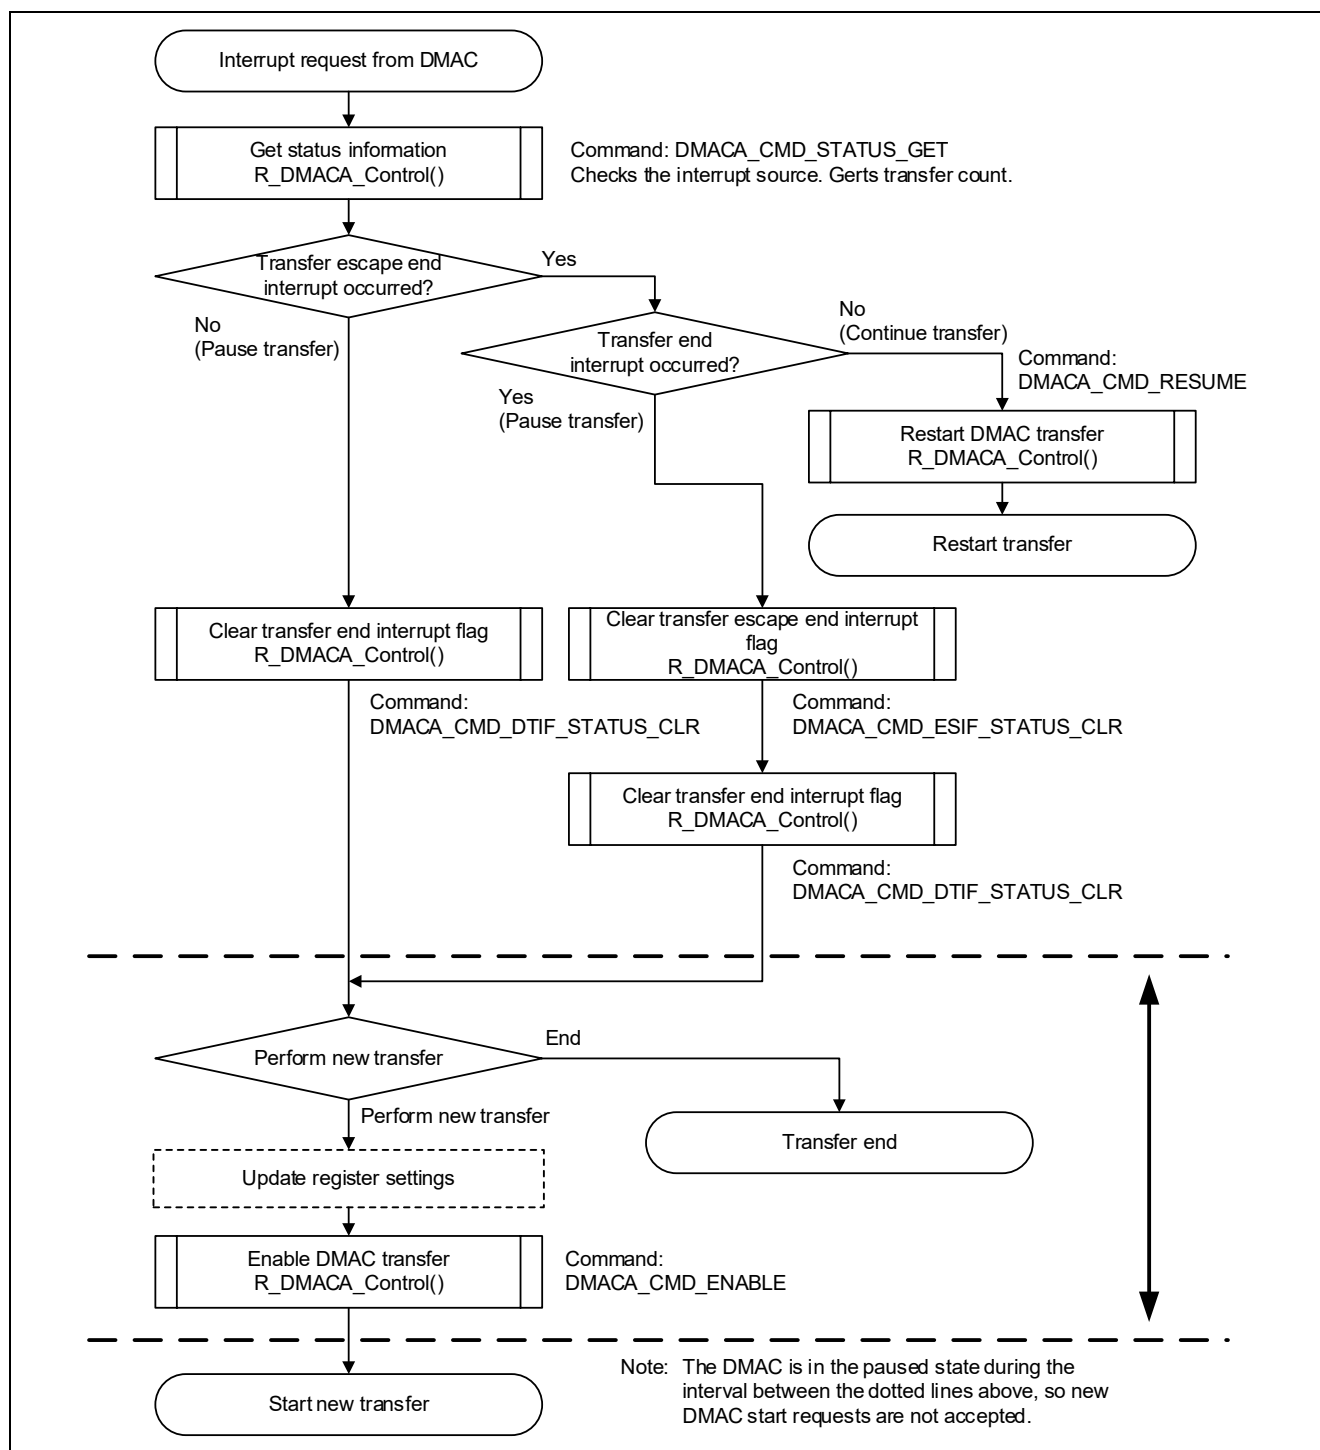 Interrupt request from DMAC
Get status information
R_DMACA_Control()
Command: DMACA_CMD_STATUS_GET
Checks the interrupt source. Gerts transfer count.
Transfer escape end
interrupt occurred?
Yes
No
(Pause transfer)
Transfer end
interrupt occurred?
No
(Continue transfer)
Yes
(Pause transfer)
Command:
DMACA_CMD_RESUME
Restart DMAC transfer
R_DMACA_Control()
Restart transfer
Clear transfer end interrupt flag
R_DMACA_Control()
Command:
DMACA_CMD_DTIF_STATUS_CLR
Clear transfer escape end interrupt
flag
R_DMACA_Control()
Command:
DMACA_CMD_ESIF_STATUS_CLR
Clear transfer end interrupt flag
R_DMACA_Control()
Command:
DMACA_CMD_DTIF_STATUS_CLR
Perform new transfer
End
Perform new transfer
Transfer end
Update register settings
Enable DMAC transfer
R_DMACA_Control()
Command:
DMACA_CMD_ENABLE
Start new transfer
Note: The DMAC is in the paused state during the
interval between the dotted lines above, so new
DMAC start requests are not accepted.